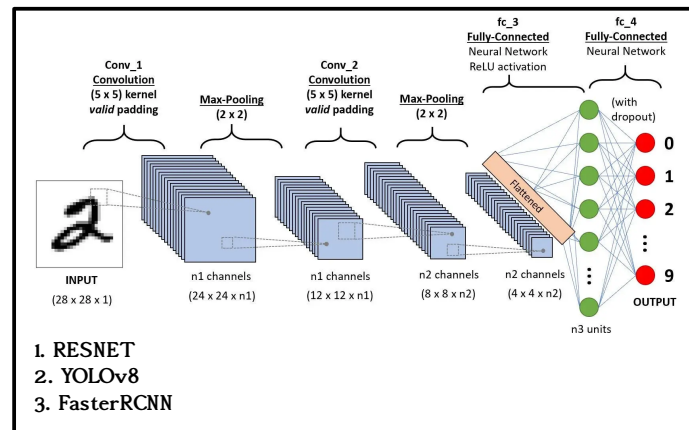 Conv_1
Convolution
(5 x 5) kernel
valid padding
Max-Pooling
(2 x 2)
Conv_2
Convolution
(5 x 5) kernel
valid padding
Max-Pooling
(2 x 2)
fc_3
Fully-Connected
Neural Network
ReLU activation
fc_4
Fully-Connected
Neural Network
(with
dropout)
0
1
2
9
OUTPUT
Flattened
INPUT
(28 x 28 x 1)
n1 channels
(24 x 24 x n1)
n1 channels
(12 x 12 x n1)
n2 channels
(8 x 8 x n2)
n2 channels
(4 x 4 x n2)
n3 units
1. RESNET
2. YOLOv8
3. FasterRCNN